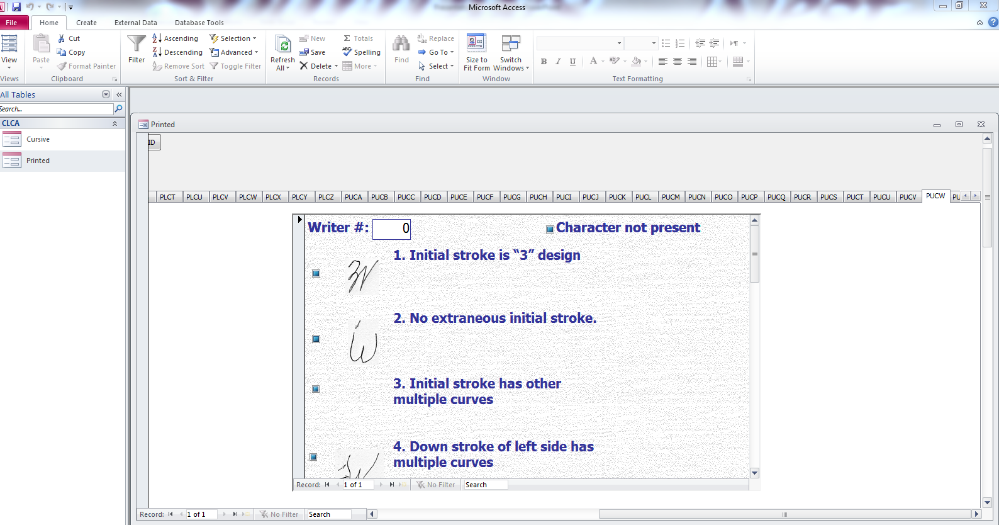 Microsoft Access
File Home Create External Data Database Tools
View
Views
Paste
Cut
Copy
Format Painter
Clipboard
Filter
Ascending
Descending
Remove Sort
Selection
Advanced
Toggle Filter
Sort & Filter
Refresh
All
New
Save
Delete
Totals
Spelling
More
Records
Find
Replace
Go To
Select
Find
Size to
Fit Form
Switch
Windows
Window
B I U A
Text Formatting
All Tables
Search...
CLCA
Cursive
Printed
Printed
ID
PLCT PLCU PLCV PLCW PLCX PLCY PLCZ PUCA PUCB PUCC PUCD PUCE PUCF PUCG PUCH PUCI PUCJ PUCK PUCL PUCM PUCN PUCO PUCP PUCQ PUCR PUCS PUCT PUCU PUCV PUCW PU
Writer #: 0
Character not present
1. Initial stroke is “3” design
2. No extraneous initial stroke.
3. Initial stroke has other
multiple curves
4. Down stroke of left side has
multiple curves
Record: 1 of 1 No Filter Search
Record: 1 of 1 No Filter Search